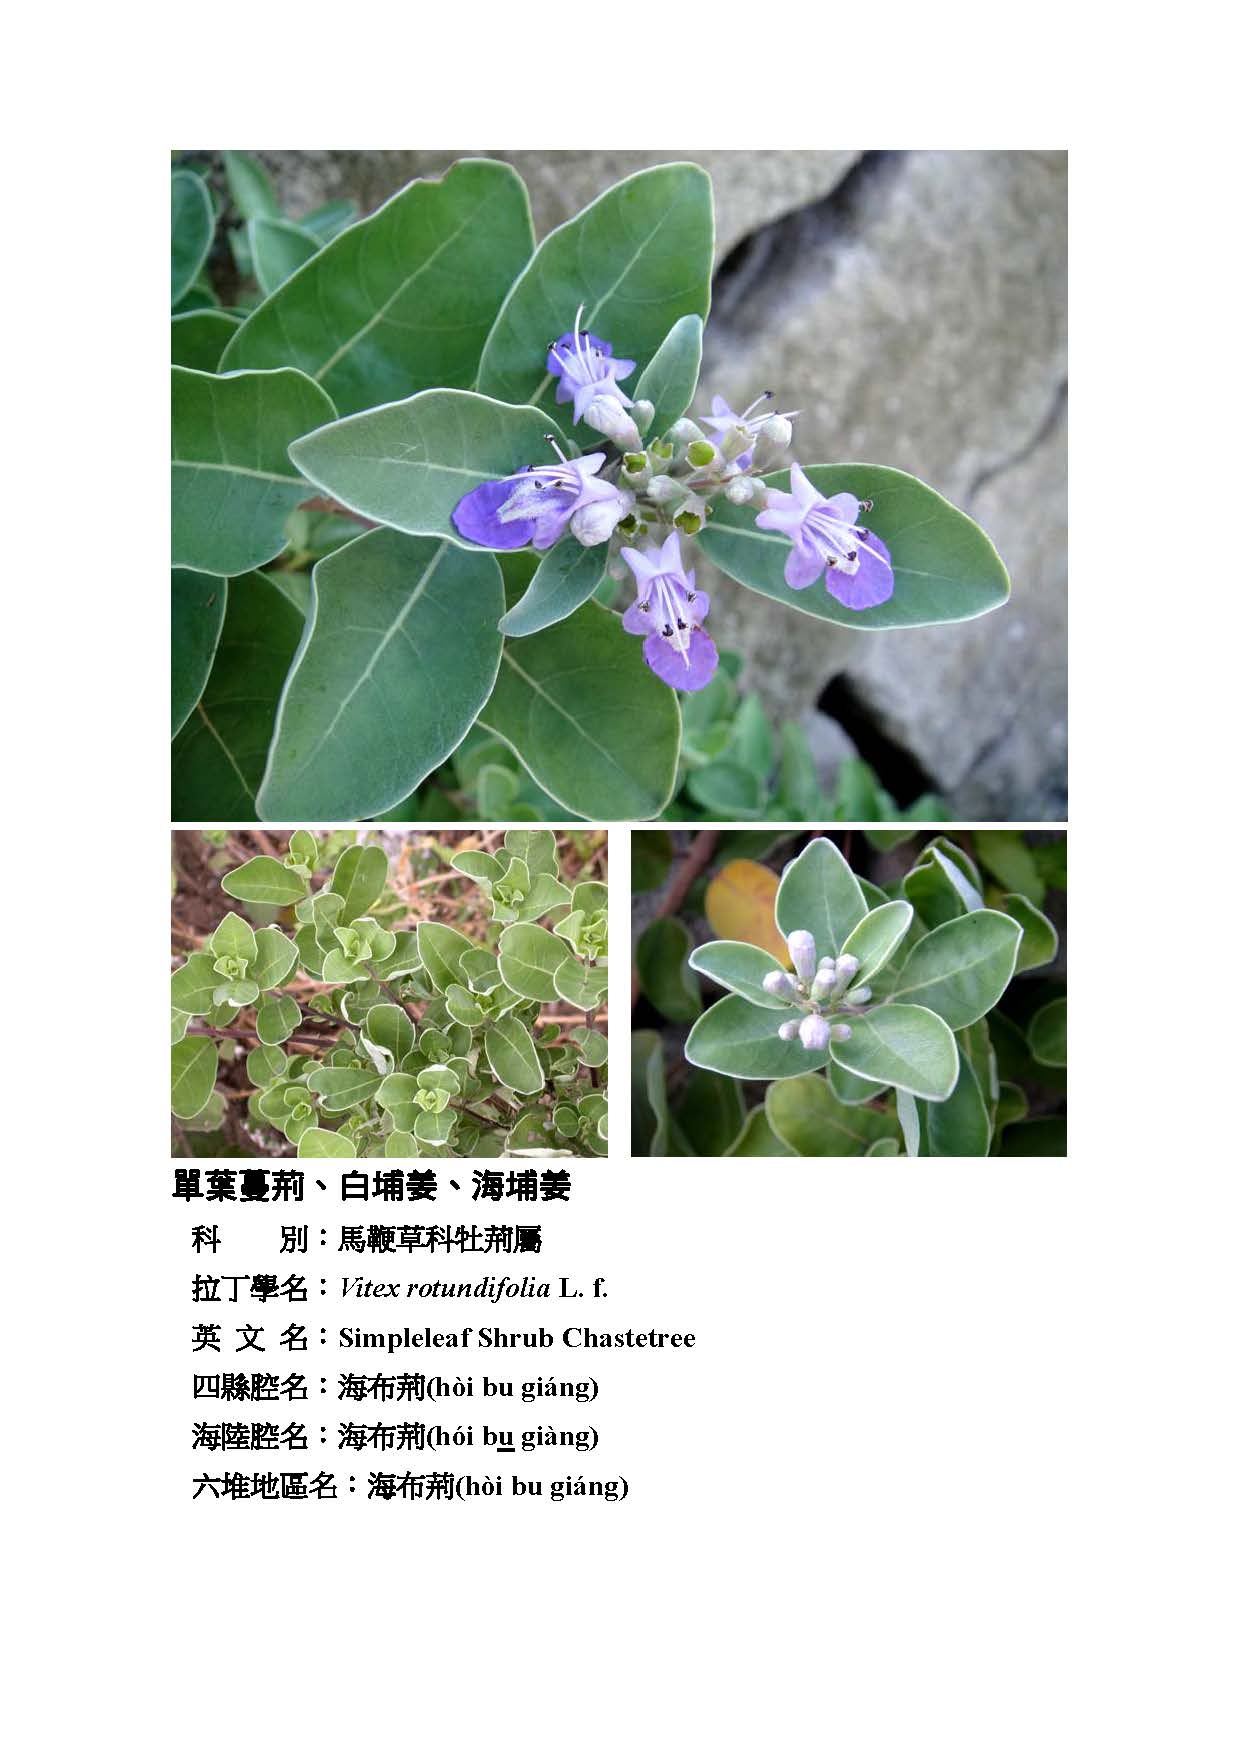 單葉蔓荊、白埔姜、海埔姜
科　　別：馬鞭草科牡荊屬
拉丁學名：Vitex rotundifolia L. f.
英 文 名：Simpleleaf Shrub Chastetree
四縣腔名：海布荊(hòi bu giáng)
海陸腔名：海布荊(hói bu giàng)
六堆地區名：海布荊(hòi bu giáng)